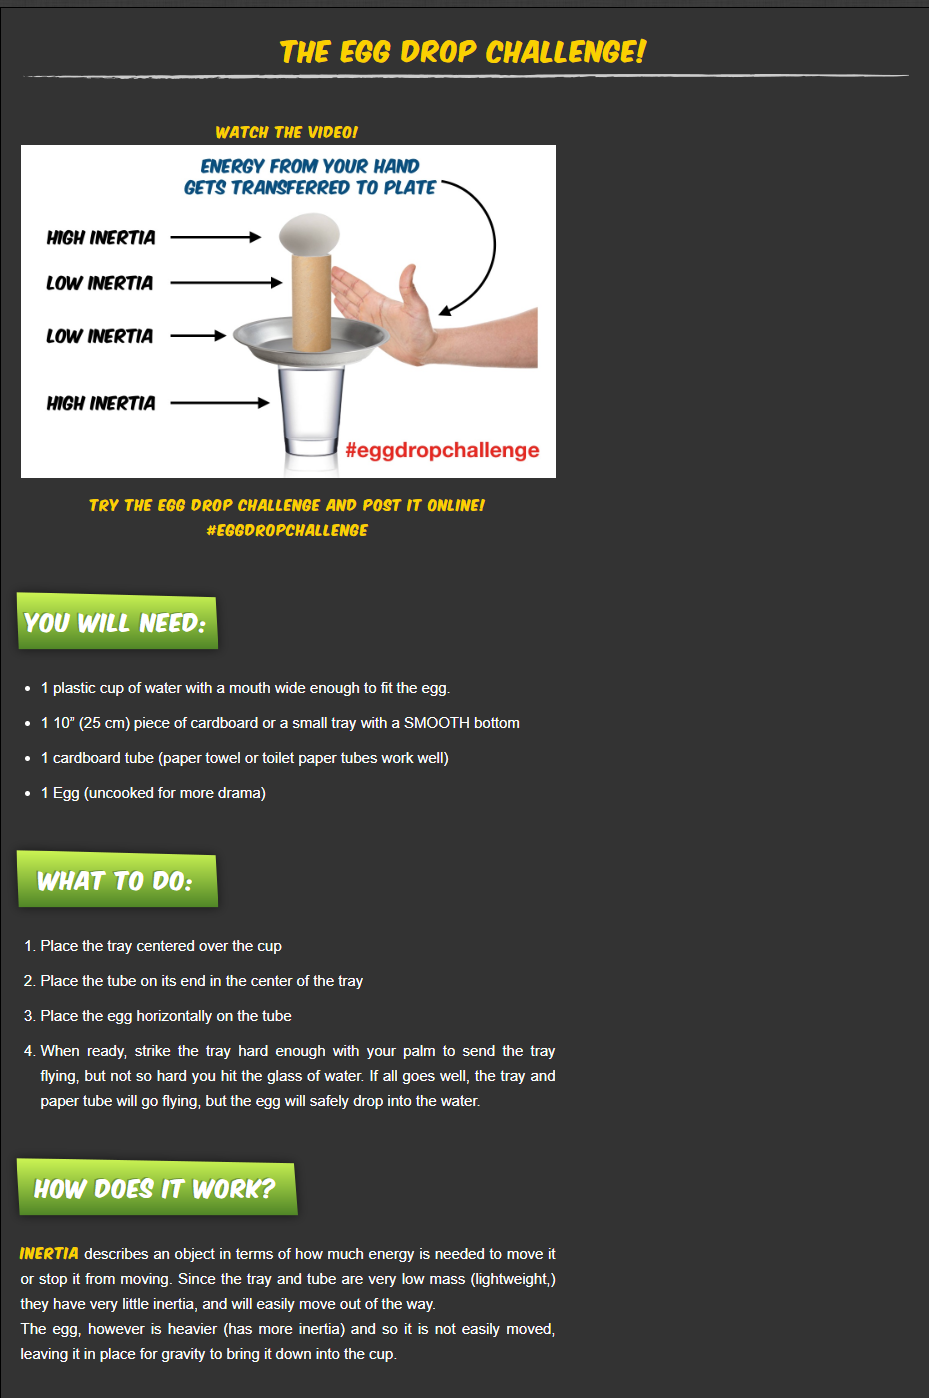 THE EGG DROP CHALLENGE!
WATCH THE VIDEO!
ENERGY FROM YOUR HAND
GETS TRANSFERRED TO PLATE
HIGH INERTIA
LOW INERTIA
LOW INERTIA
HIGH INERTIA
#eggdropchallenge
TRY THE EGG DROP CHALLENGE AND POST IT ONLINE!
#EGGDROPCHALLENGE
YOU WILL NEED:
• 1 plastic cup of water with a mouth wide enough to fit the egg.
• 1 10” (25 cm) piece of cardboard or a small tray with a SMOOTH bottom
• 1 cardboard tube (paper towel or toilet paper tubes work well)
• 1 Egg (uncooked for more drama)
WHAT TO DO:
1. Place the tray centered over the cup
2. Place the tube on its end in the center of the tray
3. Place the egg horizontally on the tube
4. When ready, strike the tray hard enough with your palm to send the tray
flying, but not so hard you hit the glass of water. If all goes well, the tray and
paper tube will go flying, but the egg will safely drop into the water.
HOW DOES IT WORK?
INERTIA describes an object in terms of how much energy is needed to move it
or stop it from moving. Since the tray and tube are very low mass (lightweight,)
they have very little inertia, and will easily move out of the way.
The egg, however is heavier (has more inertia) and so it is not easily moved,
leaving it in place for gravity to bring it down into the cup.